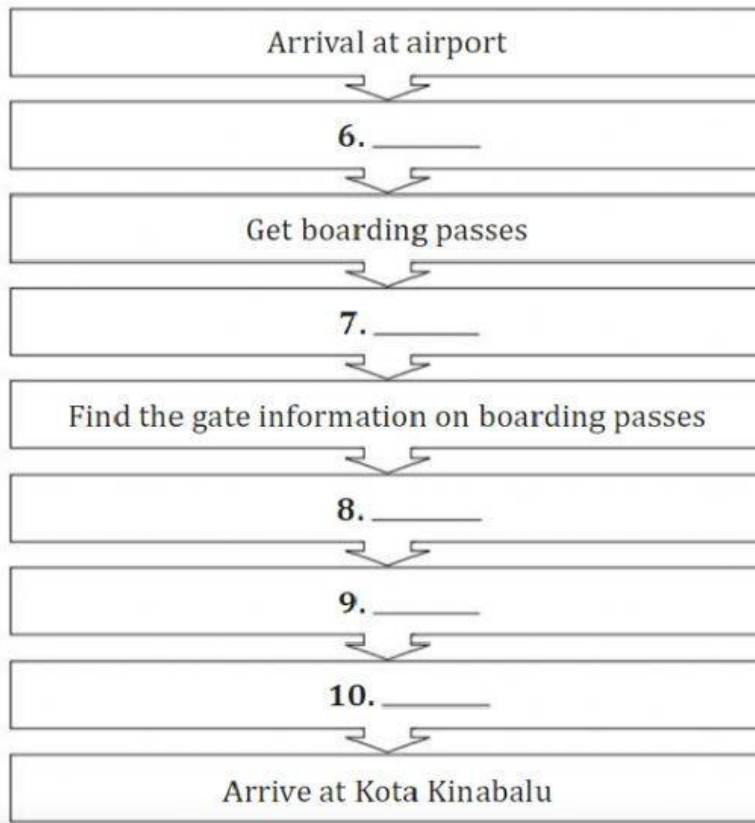 Arrival at airport
6. ________
Get boarding passes
7. ________
Find the gate information on boarding passes
8. ________
9. ________
10. ________
Arrive at Kota Kinabalu